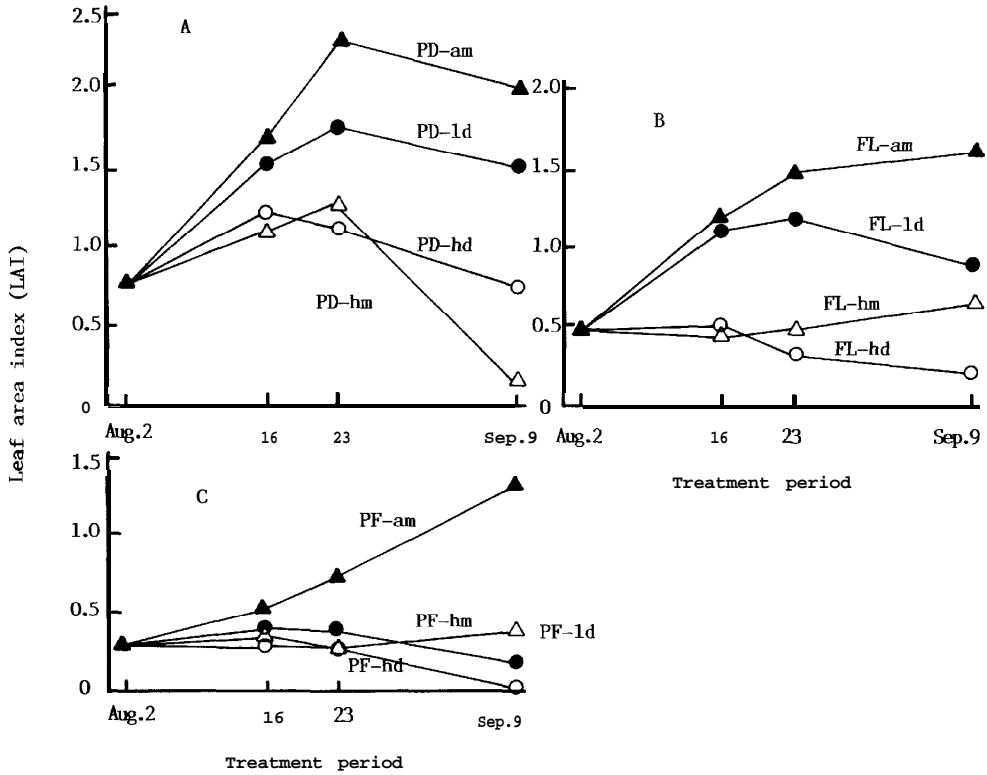 Leaf area index (LAI)
A
2.5
2.0
1.5
1.0
0.5
0
PD-am
PD-ld
PD-hd
PD-hm
Aug.2 16 23 Sep.9
B
2.0
1.5
1.0
0.5
0
FL-am
FL-ld
FL-hm
FL-hd
Aug.2 16 23 Sep.9
Treatment period
C
1.5
1.0
0.5
0
PF-am
PF-hm
PF-ld
PF-hd
Aug.2 16 23 Sep.9
Treatment period